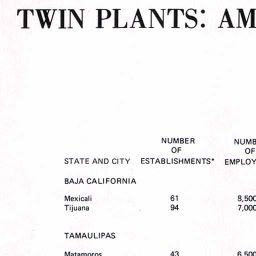 TWIN PLANTS: AM
NUMBER NUMB
OF OF
STATE AND CITY ESTABLISHMENTS* EMPLOY
BAJA CALIFORNIA
Mexicali 61 8,500
Tijuana 94 7,000
TAMAULIPAS
Matamoros 43 6,500